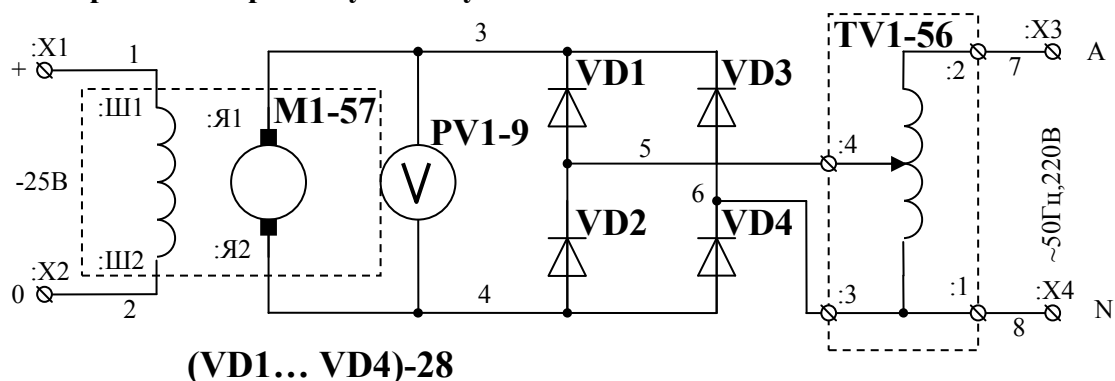 :X1
+
1
:Ш1
:Я1
М1-57
-25В
:Я2
:Ш2
:X2
0
2
3
PV1-9
V
4
VD1
VD3
5
6
VD2
VD4
(VD1… VD4)-28
TV1-56
:2
:4
:3
:1
7
:X3
A
~50Гц,220В
:X4
8
N